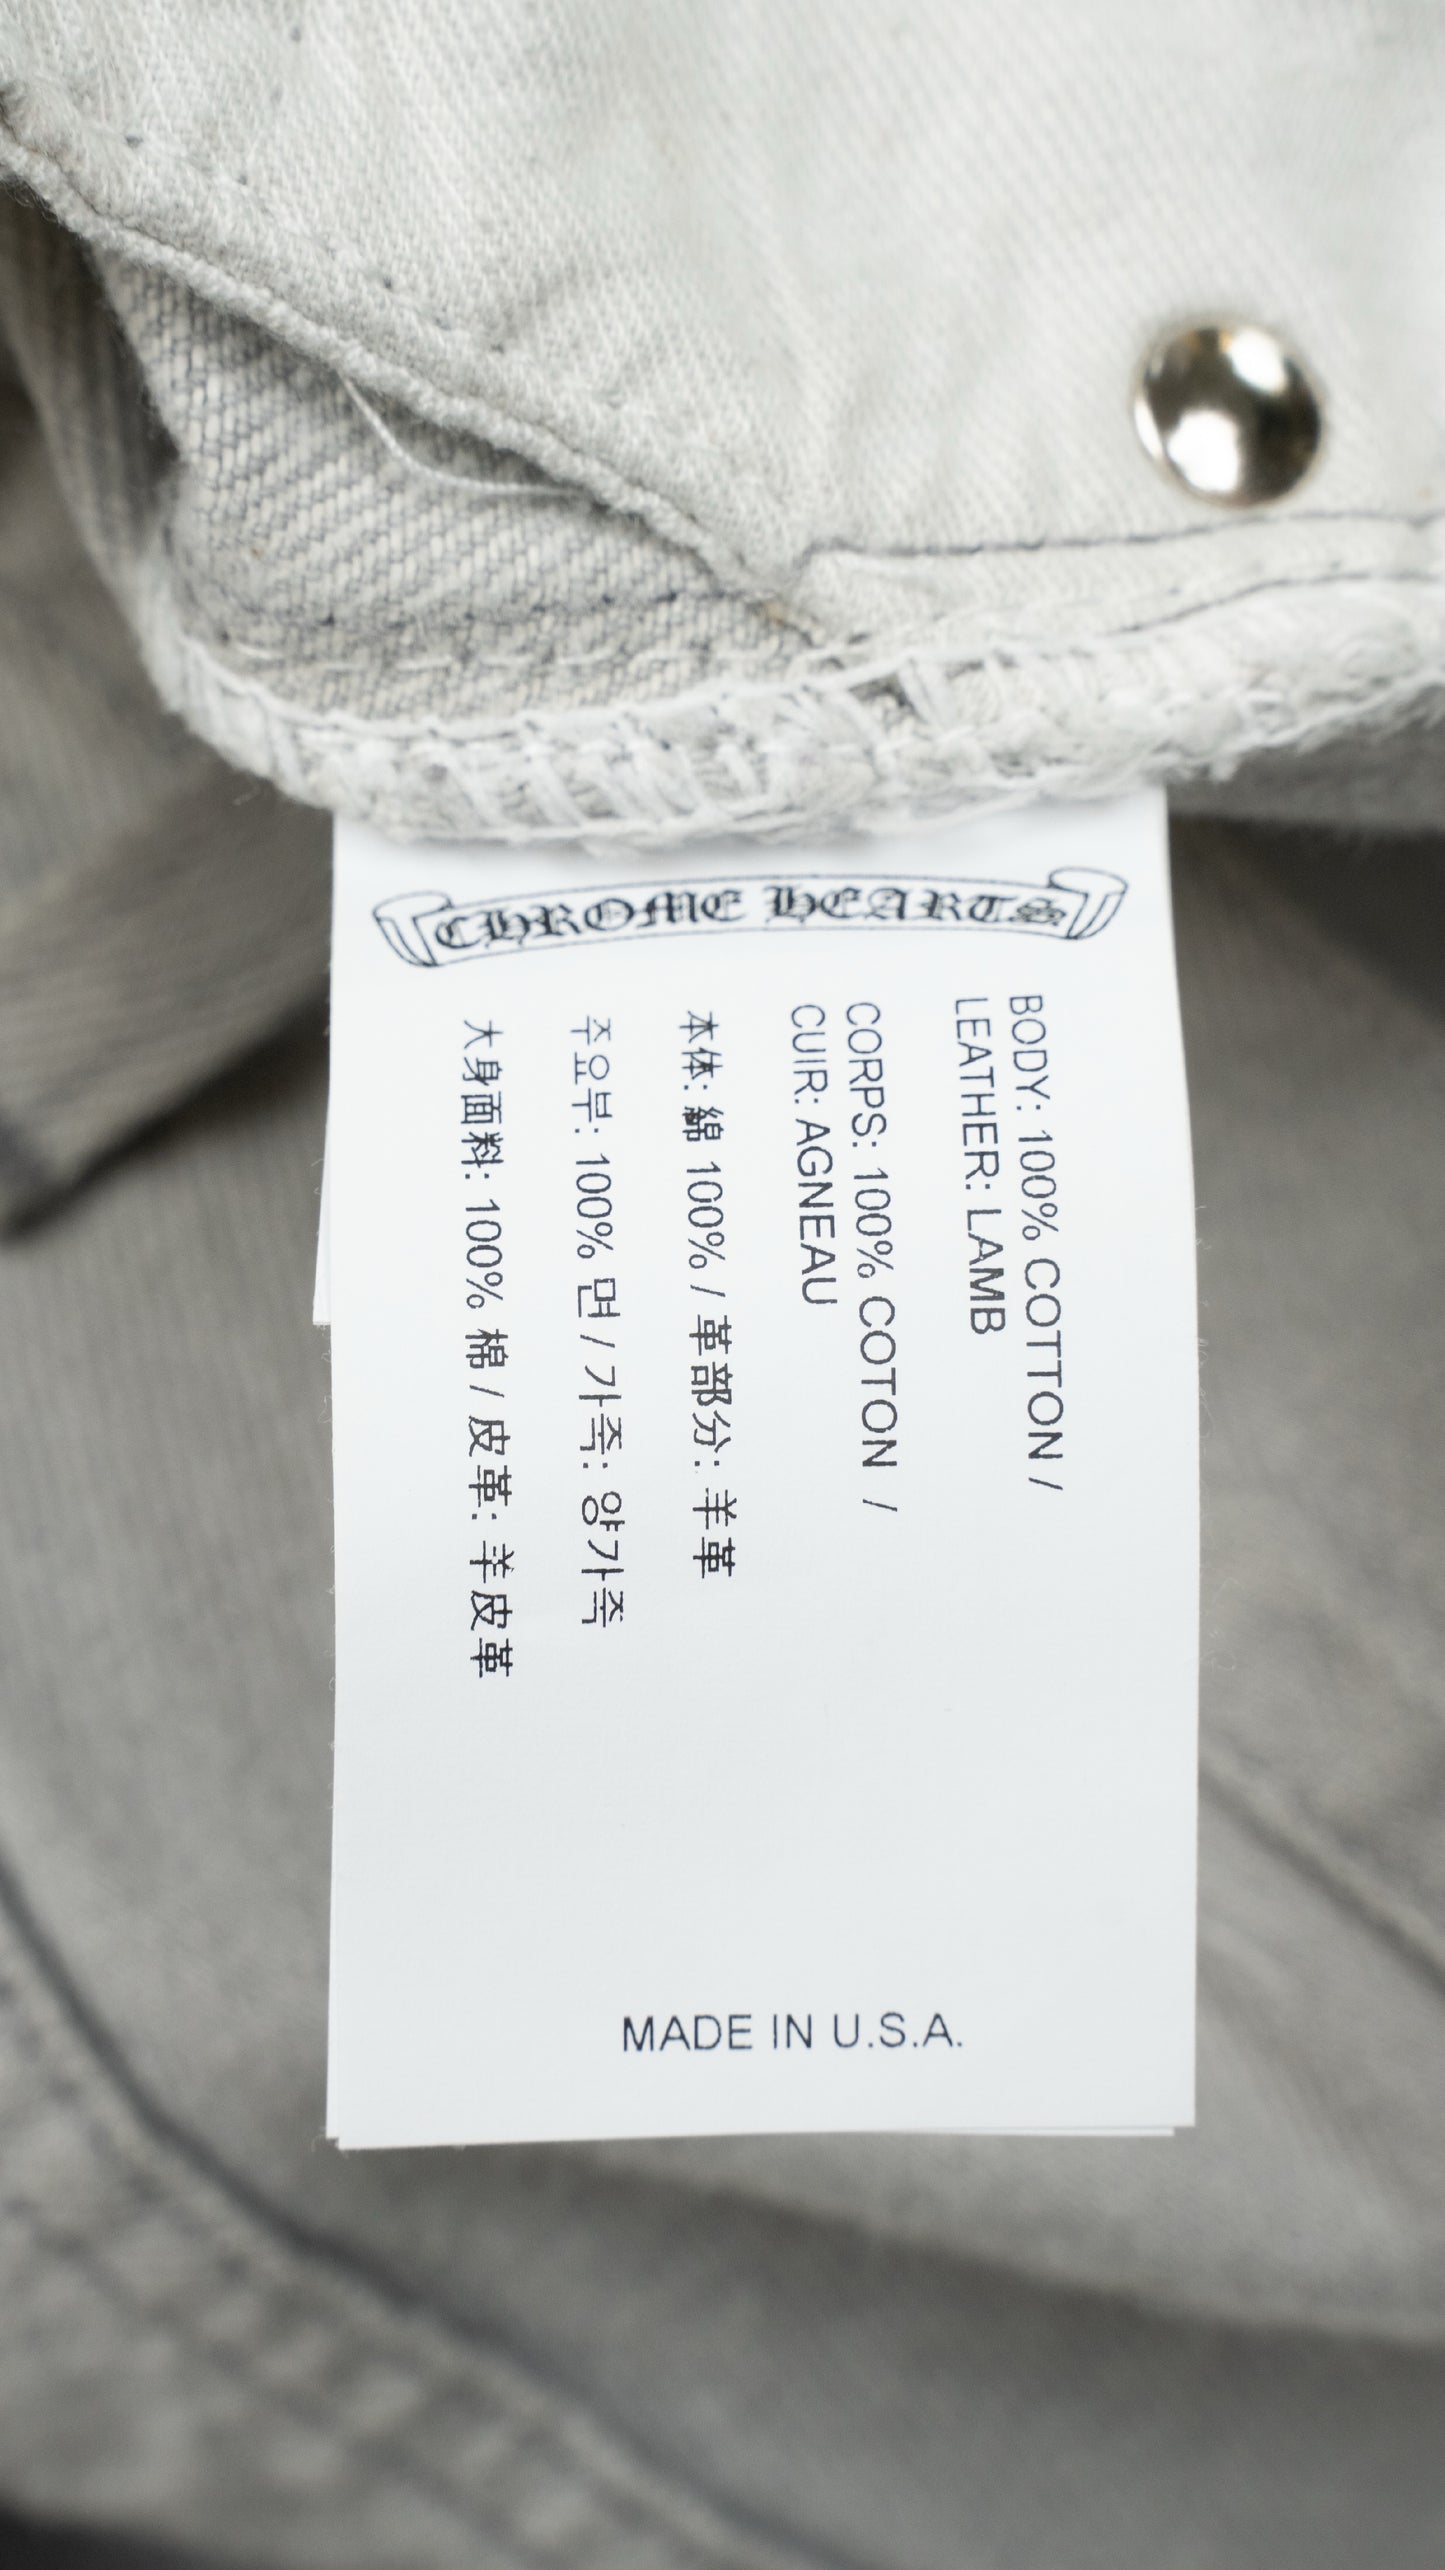 CHROME HEARTS
BODY: 100% COTTON /
LEATHER: LAMB
CORPS: 100% COTON /
CUIR: AGNEAU
本体: 綿 100% / 革部分: 羊革
주요부: 100% 면 / 가죽: 양가죽
大身面料: 100% 棉 / 皮革: 羊皮革
MADE IN U.S.A.